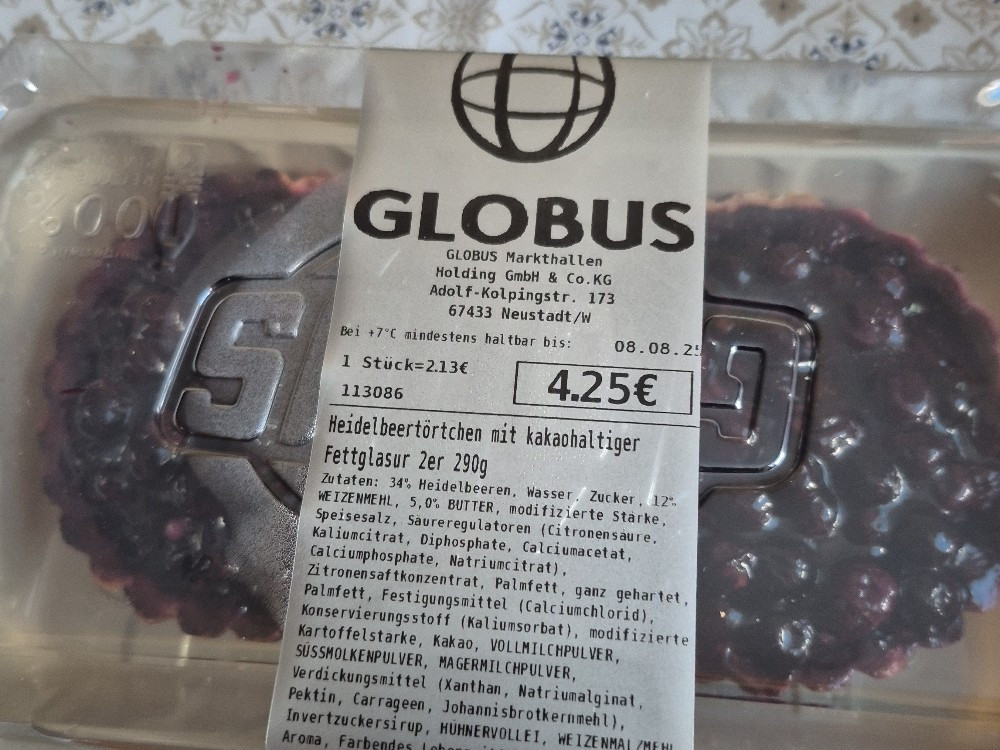 GLOBUS
GLOBUS Markthallen
Holding GmbH & Co.KG
Adolf-Kolpingstr. 173
67433 Neustadt/W
Bei +7°C mindestens haltbar bis: 08.08.25
1 Stück=2.13€
4.25€
113086
Heidelbeertörtchen mit kakaohaltiger
Fettglasur 2er 290g
Zutaten: 34% Heidelbeeren, Wasser, Zucker, 12%
WEIZENMEHL, 5,0% BUTTER, modifizierte Stärke,
Speisesalz, Säureregulatoren (Citronensäure,
Kaliumcitrat, Diphosphate, Calciumacetat,
Calciumphosphate, Natriumcitrat),
Zitronensaftkonzentrat, Palmfett, ganz gehärtet,
Palmfett, Festigungsmittel (Calciumchlorid),
Konservierungsstoff (Kaliumsorbat), modifizierte
Kartoffelstärke, Kakao, VOLLMILCHPULVER,
SÜSSMOLKENPULVER, MAGERMILCHPULVER,
Verdickungsmittel (Xanthan, Natriumalginat,
Pektin, Carrageen, Johannisbrotkernmehl),
Invertzuckersirup, HÜHNERVOLLEI, WEIZENMALZMEHL
Aroma, Färbendes